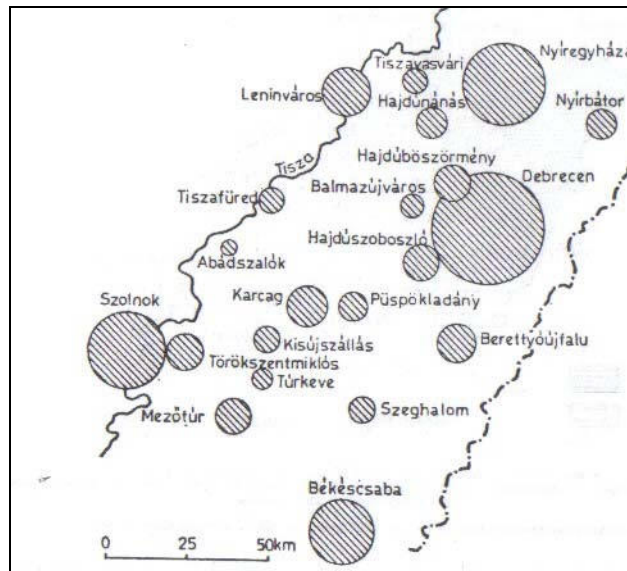 Tiszavasvári
Nyíregyháza
Leninváros
Hajdúnánás
Nyírbátor
Tisza
Hajdúböszörmény
Debrecen
Tiszafüred
Balmazújváros
Hajdúszoboszló
Abádszalók
Szolnok
Karcag
Püspökladány
Kisújszállás
Berettyóújfalu
Törökszentmiklós
Túrkeve
Mezőtúr
Szeghalom
Békéscsaba
0 25 50km